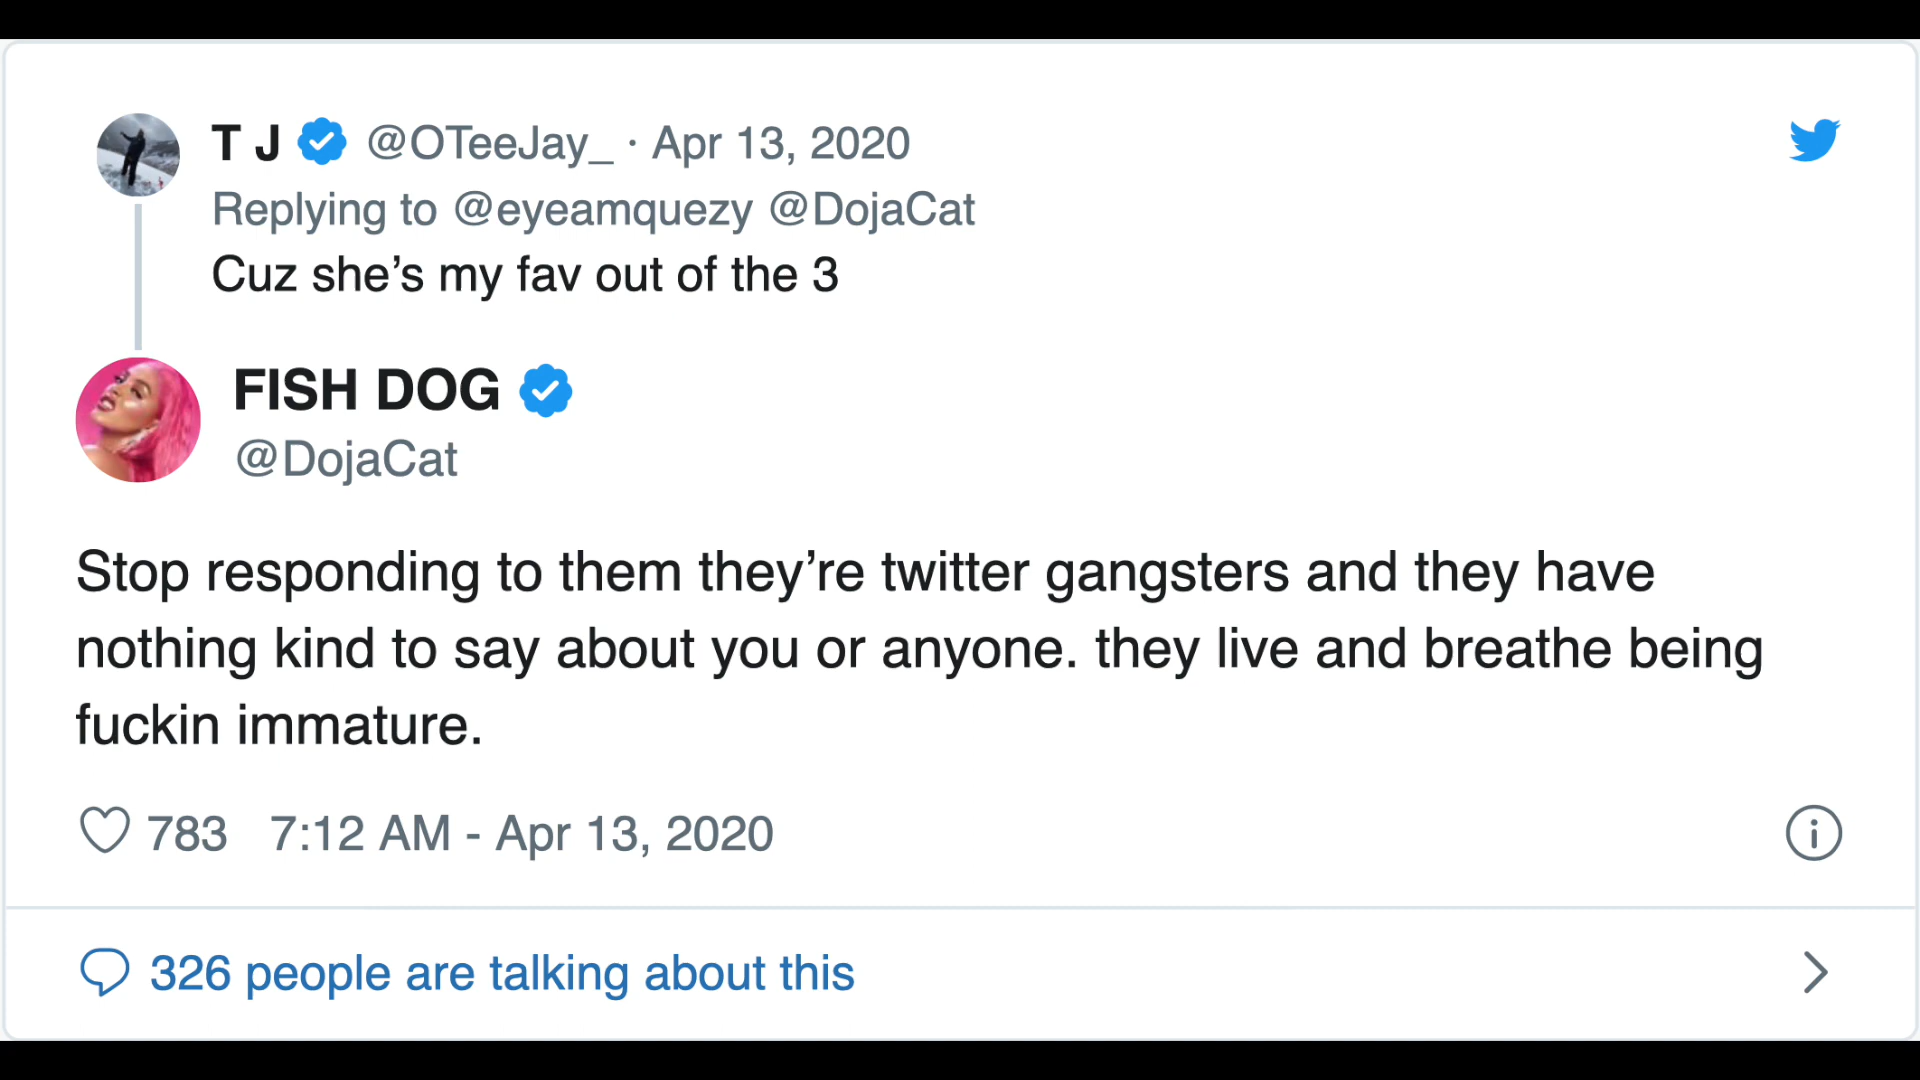 T J @OTeeJay_ · Apr 13, 2020
Replying to @eyeamquezy @DojaCat
Cuz she’s my fav out of the 3
FISH DOG
@DojaCat
Stop responding to them they’re twitter gangsters and they have
nothing kind to say about you or anyone. they live and breathe being
fuckin immature.
783 7:12 AM - Apr 13, 2020
326 people are talking about this